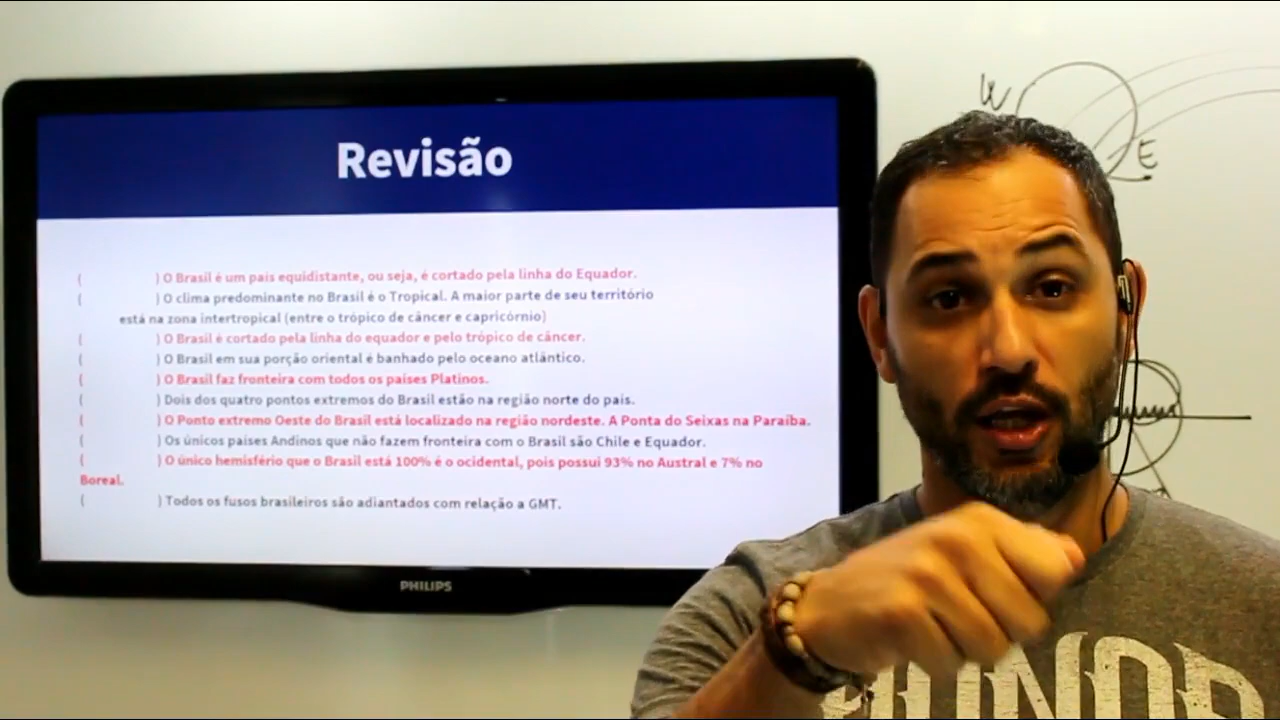 Revisão
( ) O Brasil é um país equidistante, ou seja, é cortado pela linha do Equador.
( ) O clima predominante no Brasil é o Tropical. A maior parte de seu território
está na zona intertropical (entre o trópico de câncer e capricórnio)
( ) O Brasil é cortado pela linha do equador e pelo trópico de câncer.
( ) O Brasil em sua porção oriental é banhado pelo oceano atlântico.
( ) O Brasil faz fronteira com todos os países Platinos.
( ) Dois dos quatro pontos extremos do Brasil estão na região norte do país.
( ) O Ponto extremo Oeste do Brasil está localizado na região nordeste. A Ponta do Seixas na Paraíba.
( ) Os únicos países Andinos que não fazem fronteira com o Brasil são Chile e Equador.
( ) O único hemisfério que o Brasil está 100% é o ocidental, pois possui 93% no Austral e 7% no
Boreal.
( ) Todos os fusos brasileiros são adiantados com relação a GMT.
PHILIPS
W
E